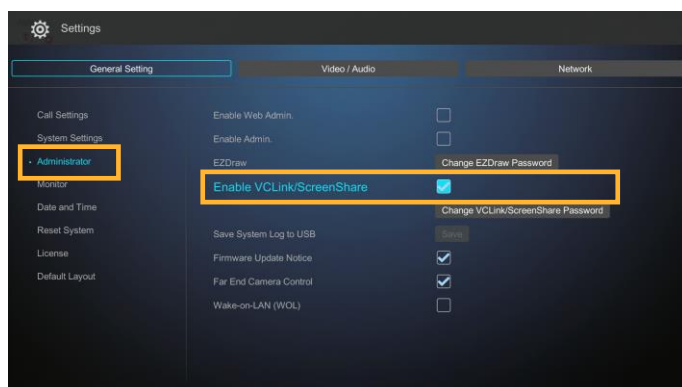 Settings
General Setting
Video / Audio
Network
Call Settings
System Settings
Administrator
Monitor
Date and Time
Reset System
License
Default Layout
Enable Web Admin.
Enable Admin.
EZDraw
Change EZDraw Password
Enable VCLink/ScreenShare
Change VCLink/ScreenShare Password
Save System Log to USB
Save
Firmware Update Notice
Far End Camera Control
Wake-on-LAN (WOL)